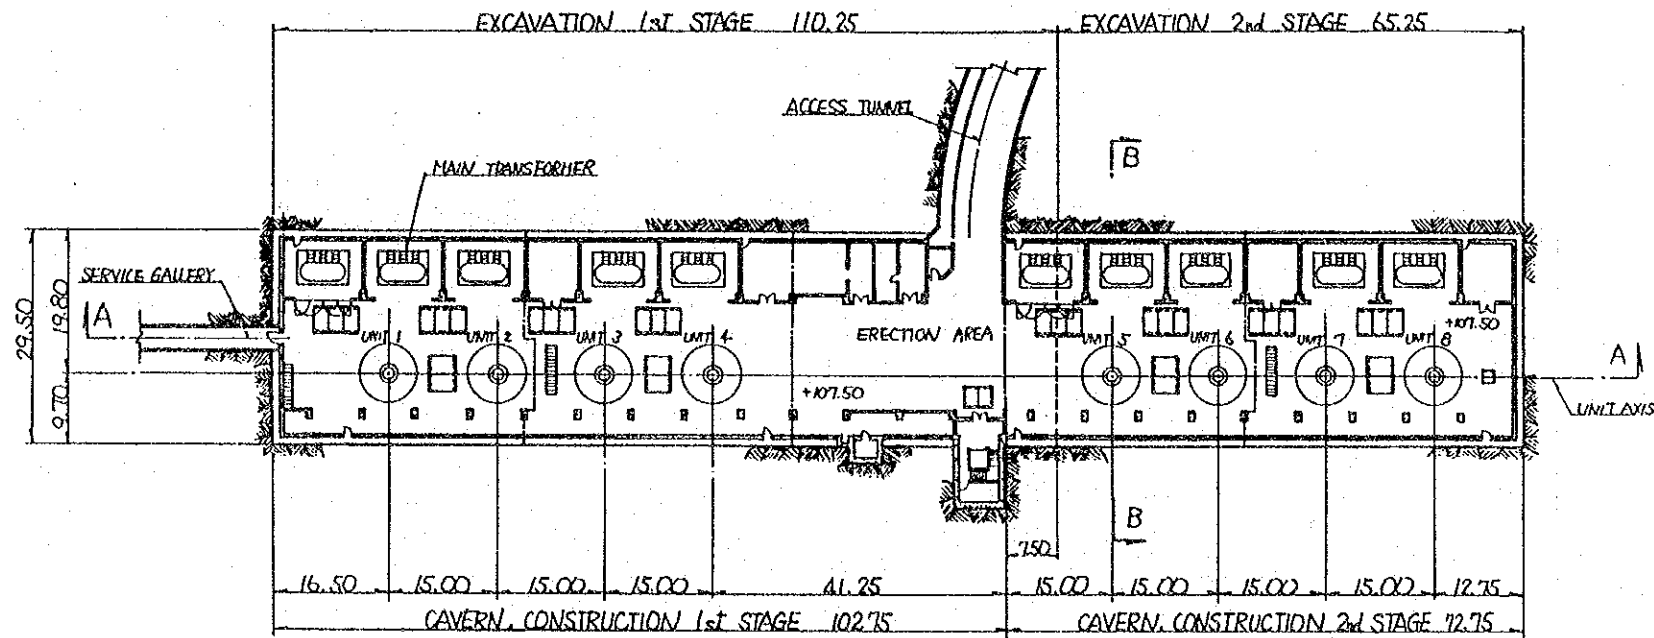 EXCAVATION 1st STAGE 110.25
EXCAVATION 2nd STAGE 65.25
ACCESS TUNNEL
B
MAIN TRANSFORMER
SERVICE GALLERY
A
29.50
19.80
9.70
UNIT 1
UNIT 2
UNIT 3
UNIT 4
ERECTION AREA
UNIT 5
UNIT 6
UNIT 7
UNIT 8
+107.50
+107.50
A
UNIT AXIS
B
7.50
16.50
15.00
15.00
15.00
41.25
15.00
15.00
15.00
15.00
12.75
CAVERN. CONSTRUCTION 1st STAGE 102.75
CAVERN. CONSTRUCTION 2nd STAGE 72.75